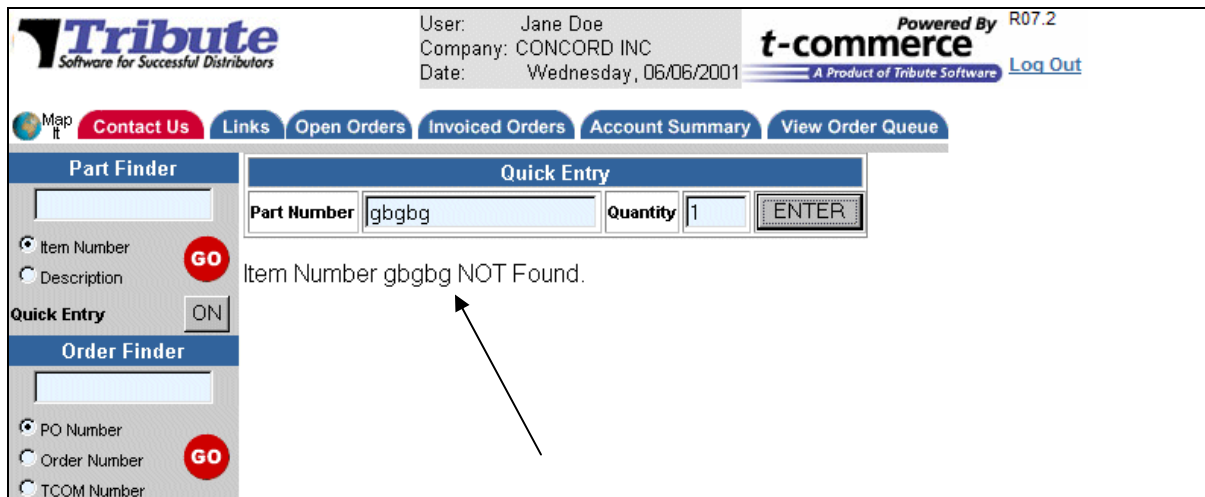 Tribute
Software for Successful Distributors
User: Jane Doe
Company: CONCORD INC
Date: Wednesday, 06/06/2001
Powered By
t-commerce
A Product of Tribute Software
R07.2
Log Out
Map It
Contact Us
Links
Open Orders
Invoiced Orders
Account Summary
View Order Queue
Part Finder
Item Number
Description
GO
Quick Entry ON
Order Finder
PO Number
Order Number
TCOM Number
GO
Quick Entry
Part Number gbgbg Quantity 1 ENTER
Item Number gbgbg NOT Found.